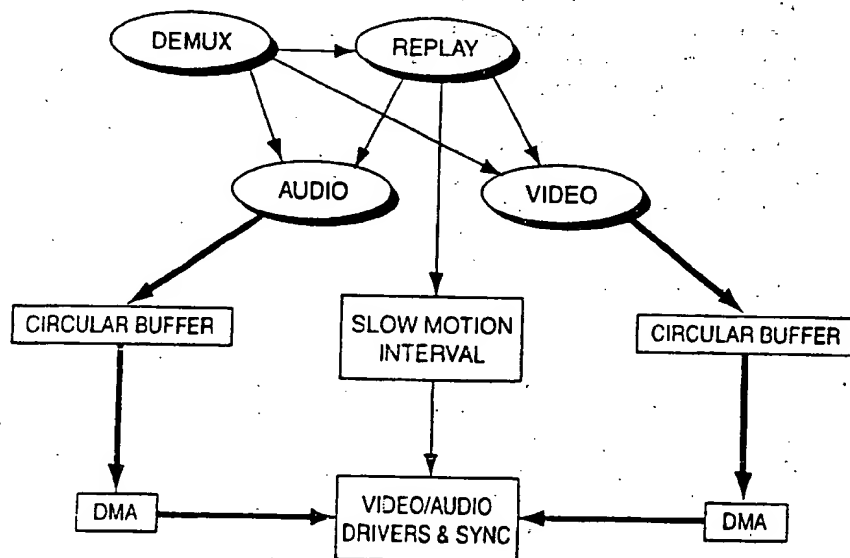 DEMUX
REPLAY
AUDIO
VIDEO
CIRCULAR BUFFER
SLOW MOTION
INTERVAL
CIRCULAR BUFFER
DMA
VIDEO/AUDIO
DRIVERS & SYNC
DMA